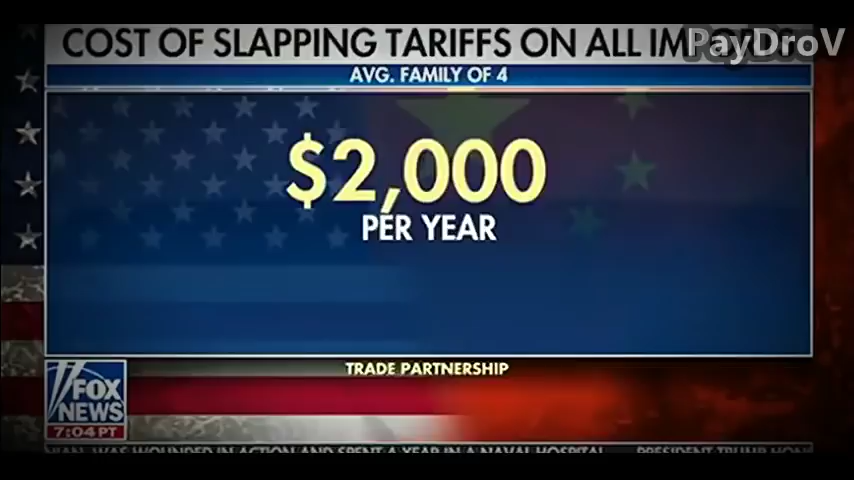 COST OF SLAPPING TARIFFS ON ALL
PayDroV
AVG. FAMILY OF 4
$2,000
PER YEAR
TRADE PARTNERSHIP
FOX
NEWS
7:04 PT
WAS WOUNDED IN ACTION AND SPENT A YEAR IN A NAVAL HOSPITAL PRESIDENT TRUMP